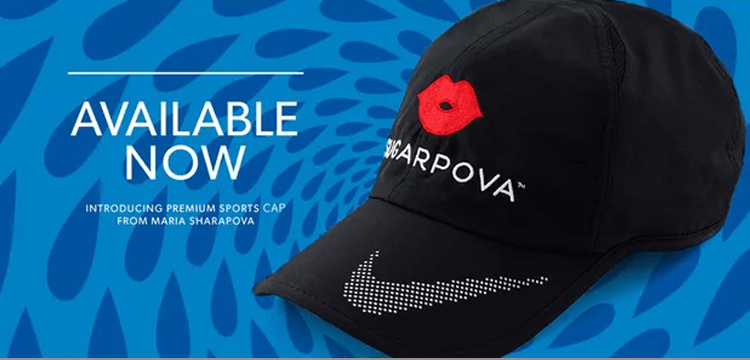 AVAILABLE
NOW
INTRODUCING PREMIUM SPORTS CAP
FROM MARIA SHARAPOVA
SUGARPOVA™